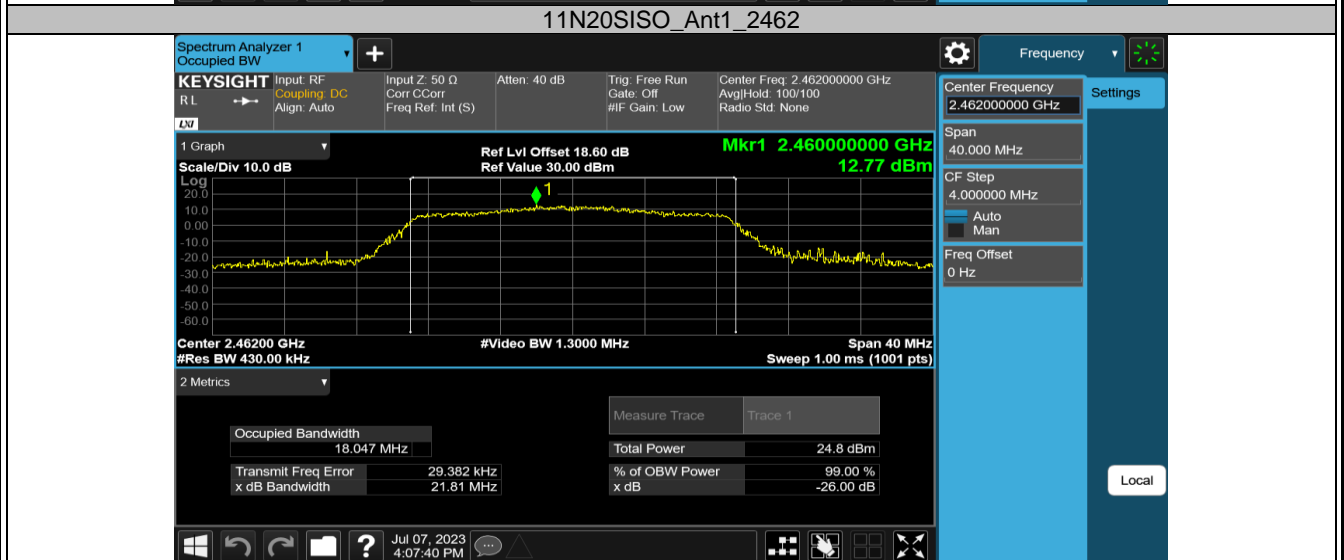 11N20SISO_Ant1_2462
Spectrum Analyzer 1
Occupied BW
+
Frequency
KEYSIGHT
Input: RF
Input Z: 50 Ω
Atten: 40 dB
Trig: Free Run
Center Freq: 2.462000000 GHz
RL
Coupling: DC
Corr CCorr
Gate: Off
Avg|Hold: 100/100
Align: Auto
Freq Ref: Int (S)
#IF Gain: Low
Radio Std: None
LXI
Center Frequency
2.462000000 GHz
Settings
Span
40.000 MHz
CF Step
4.000000 MHz
Auto
Man
Freq Offset
0 Hz
1 Graph
Ref Lvl Offset 18.60 dB
Mkr1 2.460000000 GHz
Scale/Div 10.0 dB
Ref Value 30.00 dBm
12.77 dBm
Log
1
20.0
10.0
0.00
-10.0
-20.0
-30.0
-40.0
-50.0
-60.0
Center 2.46200 GHz
#Video BW 1.3000 MHz
Span 40 MHz
#Res BW 430.00 kHz
Sweep 1.00 ms (1001 pts)
2 Metrics
Measure Trace
Trace 1
Occupied Bandwidth
18.047 MHz
Total Power
24.8 dBm
Transmit Freq Error
29.382 kHz
% of OBW Power
99.00 %
x dB Bandwidth
21.81 MHz
x dB
-26.00 dB
Local
?
Jul 07, 2023
4:07:40 PM